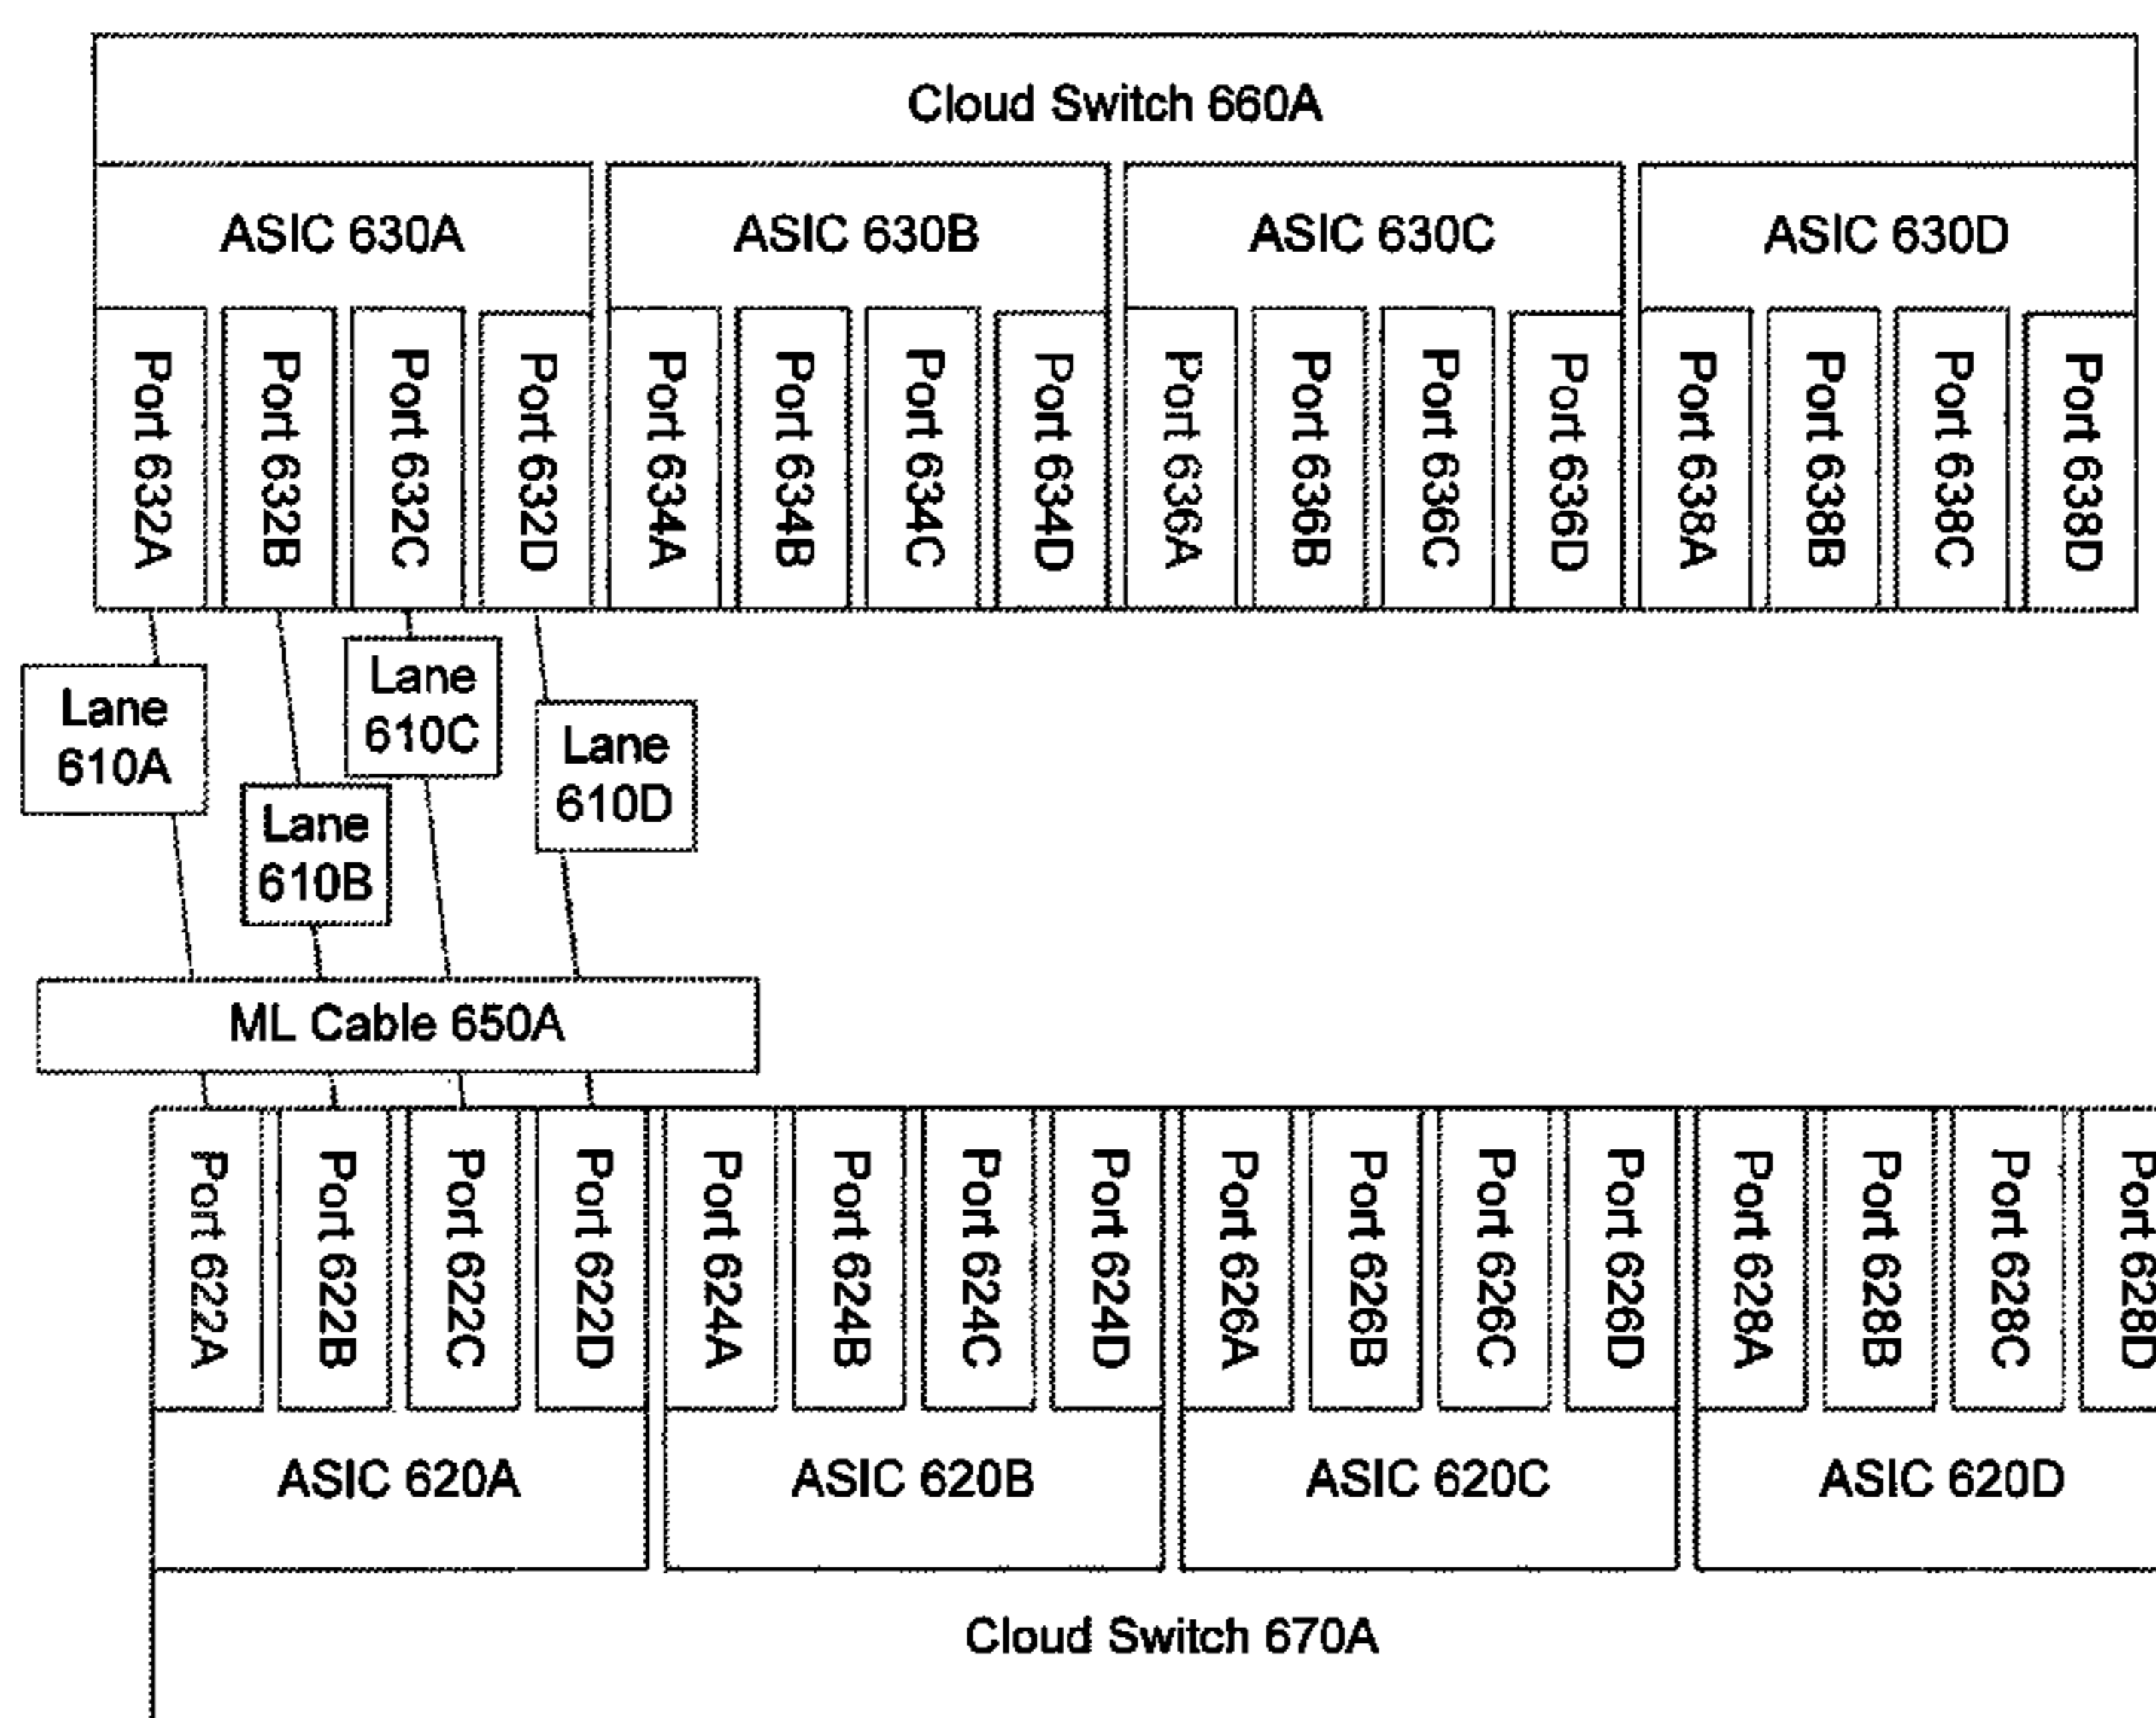 Cloud Switch 660A
ASIC 630A
ASIC 630B
ASIC 630C
ASIC 630D
Port 632A
Port 632B
Port 632C
Port 632D
Port 634A
Port 634B
Port 634C
Port 634D
Port 636A
Port 636B
Port 636C
Port 636D
Port 638A
Port 638B
Port 638C
Port 638D
Lane
610A
Lane
610B
Lane
610C
Lane
610D
ML Cable 650A
Port 622A
Port 622B
Port 622C
Port 622D
Port 624A
Port 624B
Port 624C
Port 624D
Port 626A
Port 626B
Port 626C
Port 626D
Port 628A
Port 628B
Port 628C
Port 628D
ASIC 620A
ASIC 620B
ASIC 620C
ASIC 620D
Cloud Switch 670A